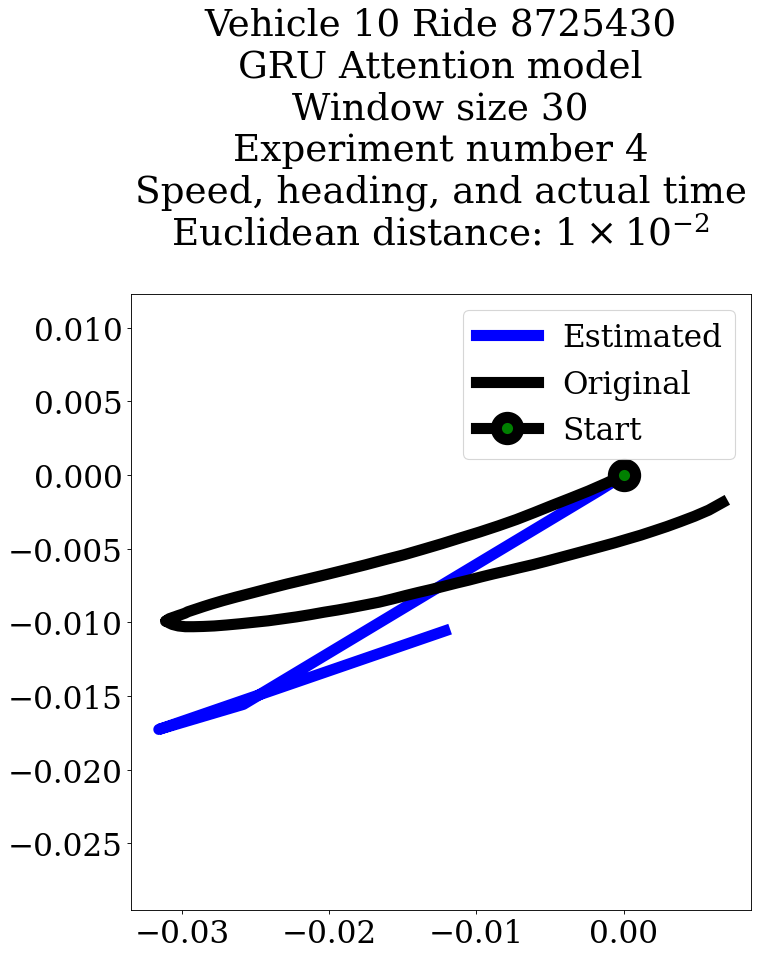 Vehicle 10 Ride 8725430
GRU Attention model
Window size 30
Experiment number 4
Speed, heading, and actual time
Euclidean distance: 1 × 10⁻²
Estimated
Original
Start
0.010
0.005
0.000
−0.005
−0.010
−0.015
−0.020
−0.025
−0.03 −0.02 −0.01 0.00